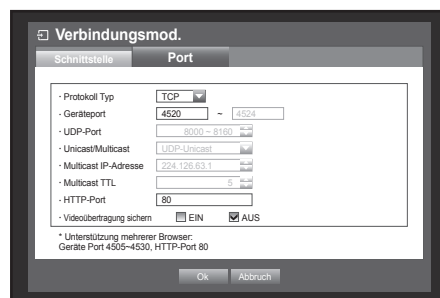 Verbindungsmod.
Schnittstelle Port
· Protokoll Typ TCP
· Geräteport 4520 ~ 4524
· UDP-Port 8000 ~ 8160
· Unicast/Multicast UDP-Unicast
· Multicast IP-Adresse 224.126.63.1
· Multicast TTL 5
· HTTP-Port 80
· Videoübertragung sichern EIN AUS
* Unterstützung mehrerer Browser:
Geräte Port 4505~4530, HTTP-Port 80
Ok Abbruch